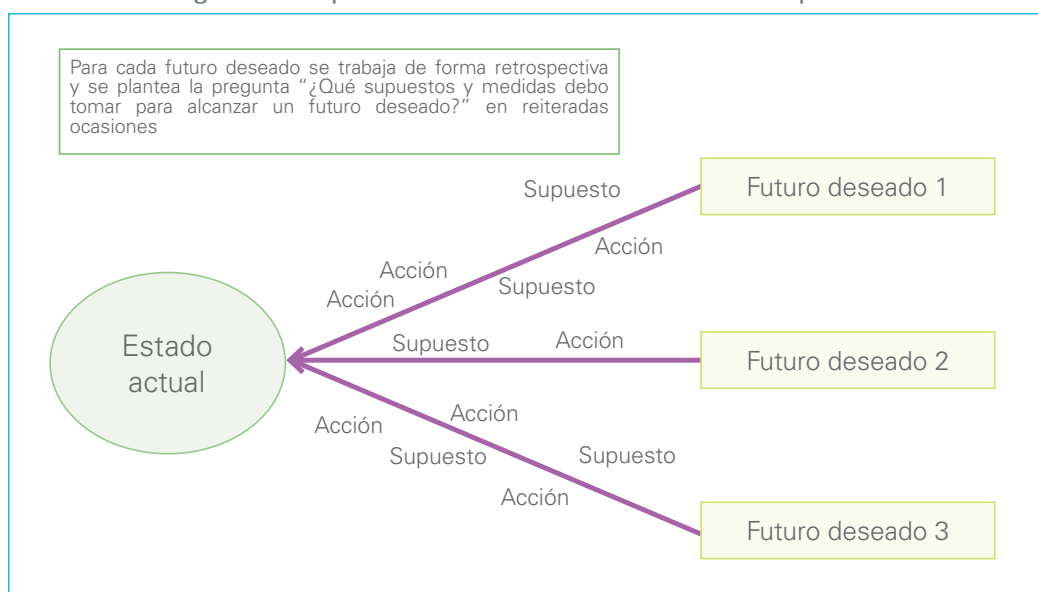 Para cada futuro deseado se trabaja de forma retrospectiva
y se plantea la pregunta “¿Qué supuestos y medidas debo
tomar para alcanzar un futuro deseado?” en reiteradas
ocasiones
Supuesto
Futuro deseado 1
Acción
Acción
Supuesto
Acción
Estado
actual
Supuesto
Acción
Futuro deseado 2
Acción
Acción
Supuesto
Supuesto
Acción
Futuro deseado 3